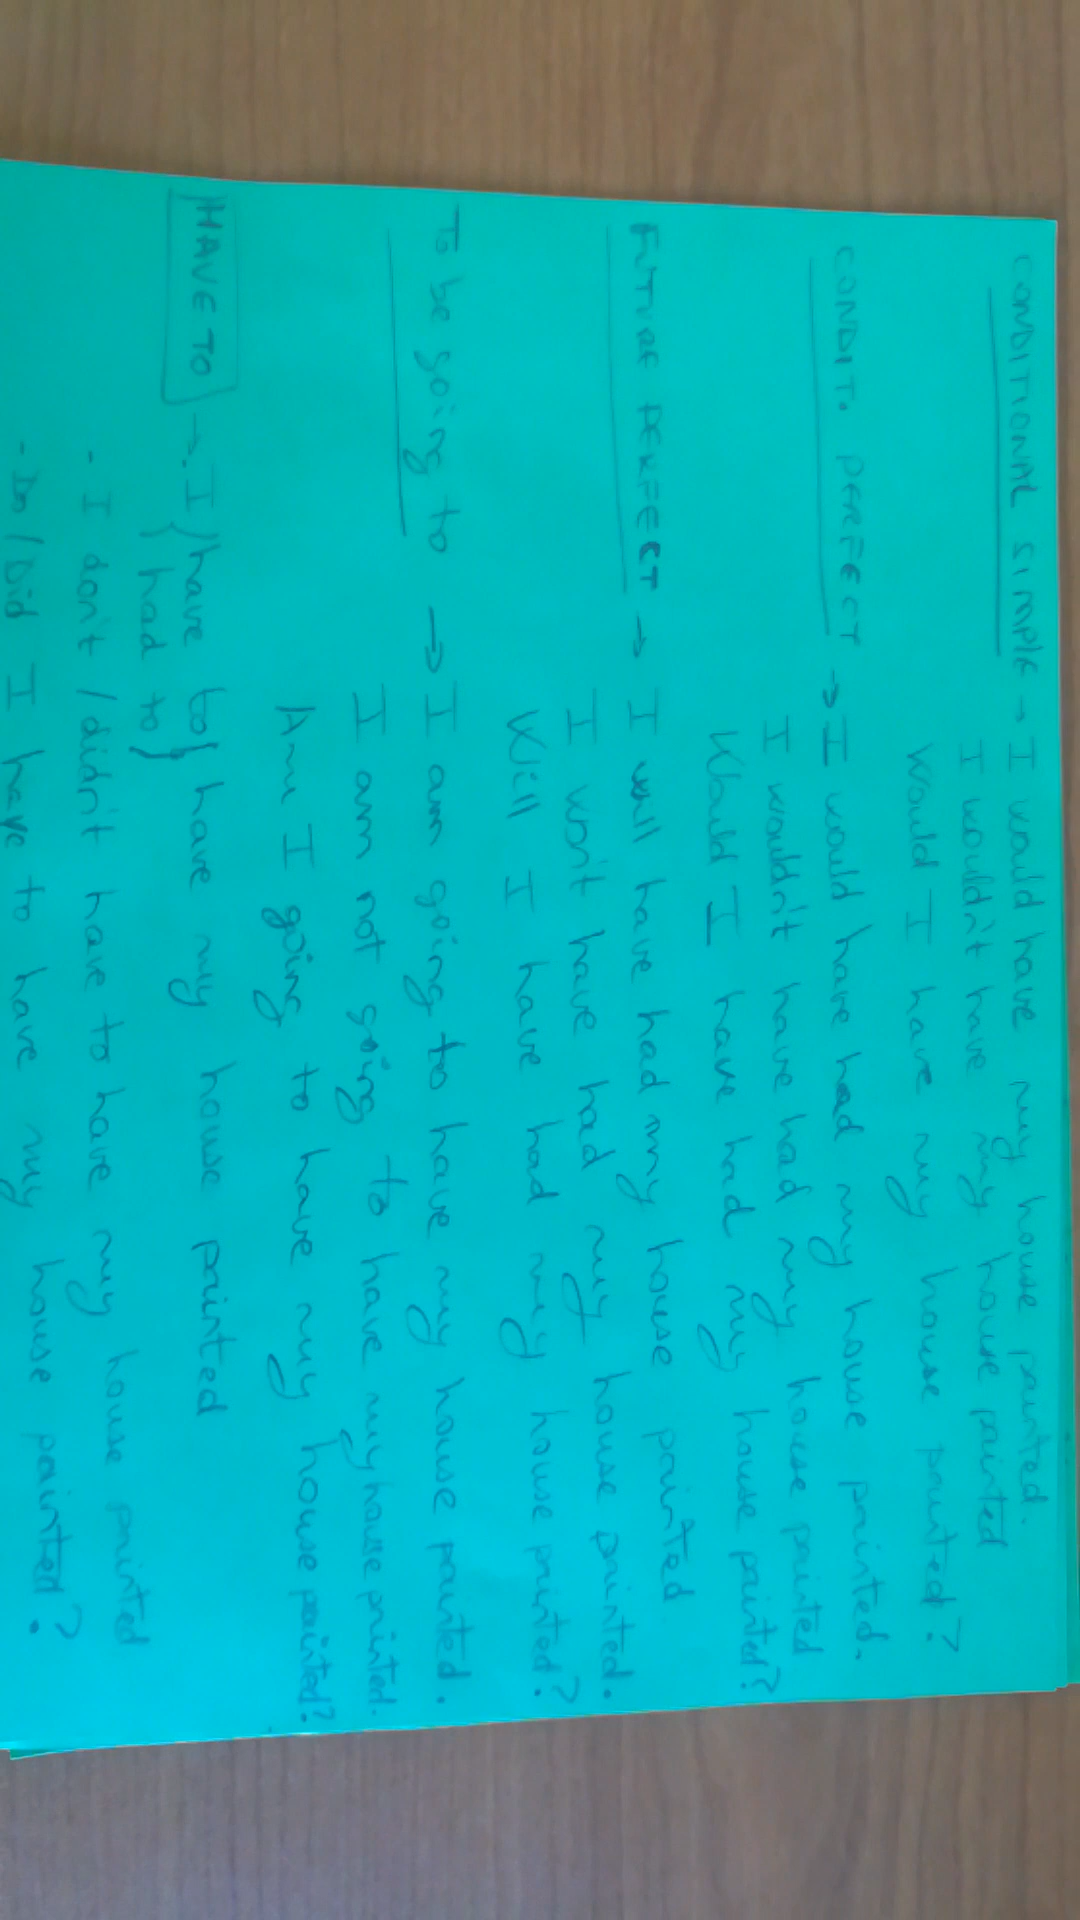 CONDITIONAL SIMPLE → I would have my house painted.
I wouldn't have my house painted
Would I have my house painted?
CONDIT. PERFECT → I would have had my house painted.
I wouldn't have had my house painted
Would I have had my house painted?
FUTURE PERFECT → I will have had my house painted
I won't have had my house painted.
Will I have had my house painted?
To be going to → I am going to have my house painted.
I am not going to have my house painted.
Am I going to have my house painted?
HAVE TO → . I } have to } have my house painted
} had to }
- I don't / didn't have to have my house painted
- Do / Did I have to have my house painted?